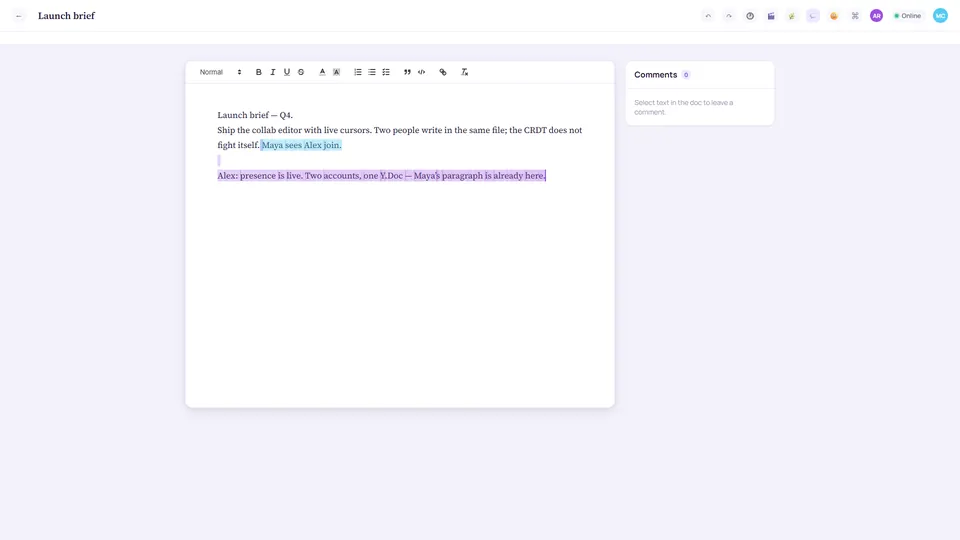 Launch brief
AR
Online
MC
Normal
Comments 0
Select text in the doc to leave a
comment.
Launch brief — Q4.
Ship the collab editor with live cursors. Two people write in the same file; the CRDT does not
fight itself. Maya sees Alex join.
Alex: presence is live. Two accounts, one Y.Doc — Maya's paragraph is already here.